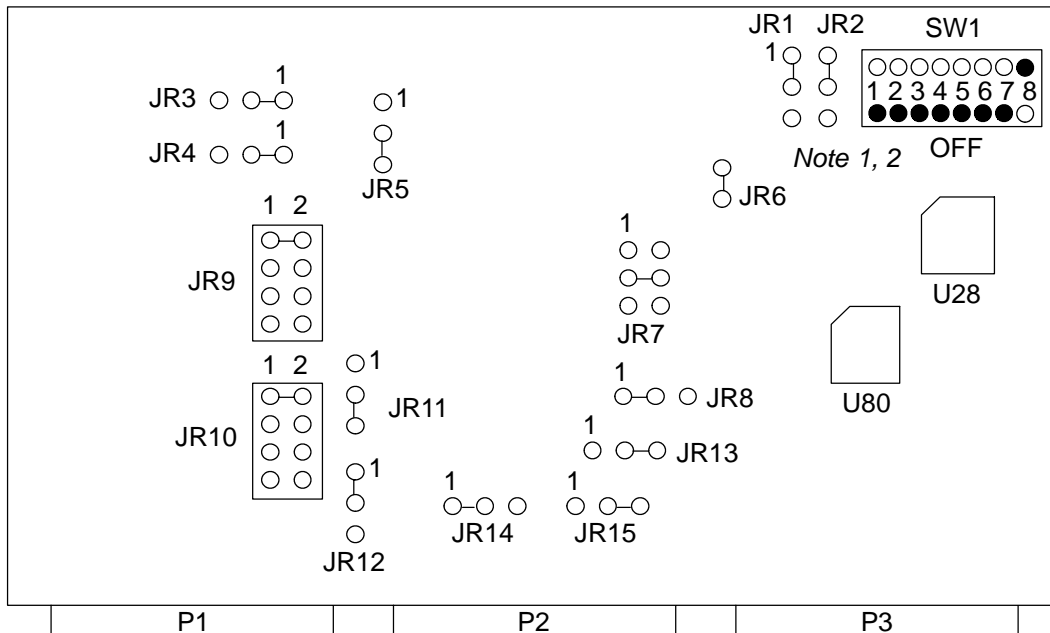 JR1 JR2 SW1
1
1 2 3 4 5 6 7 8
OFF
Note 1, 2
1
JR3
1
JR4
1
JR5
JR6
1 2
JR9
1
JR7
U28
U80
1 2
JR10
1
JR11
1
JR8
1
JR13
1
JR12
1
JR14
1
JR15
P1 P2 P3